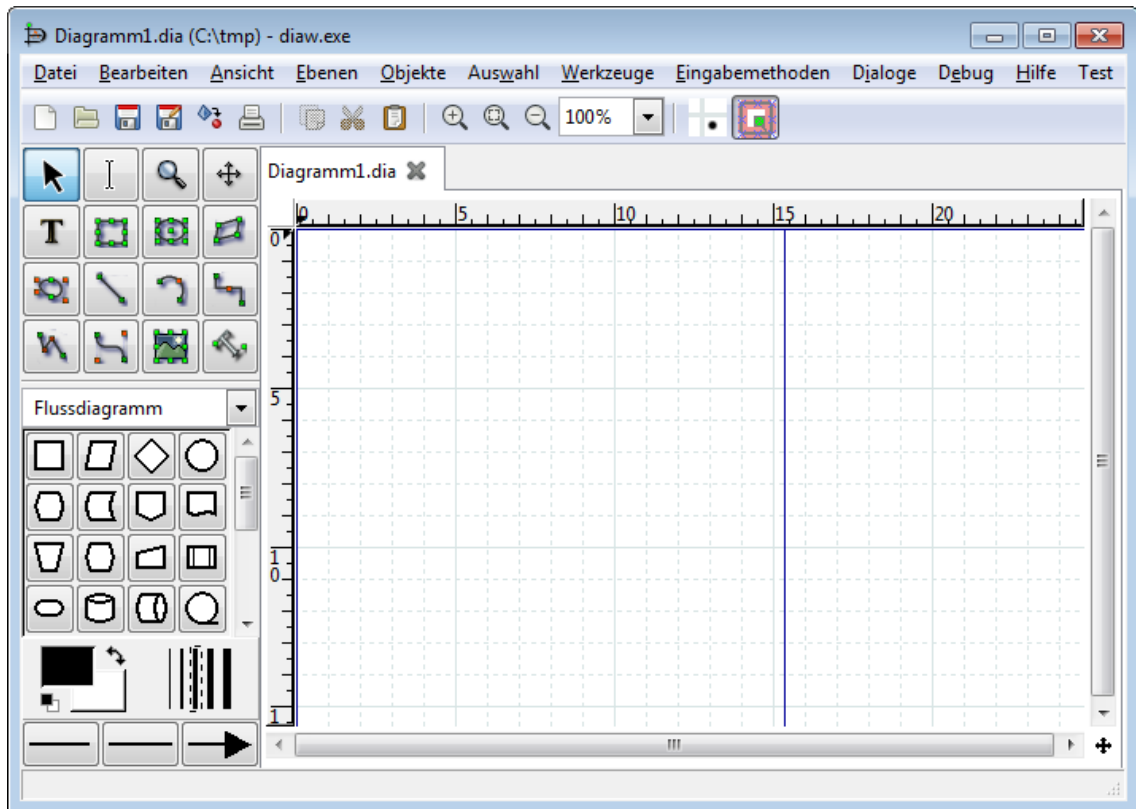 Diagramm1.dia (C:\tmp) - diaw.exe
Datei Bearbeiten Ansicht Ebenen Objekte Auswahl Werkzeuge Eingabemethoden Dialoge Debug Hilfe Test
100%
Diagramm1.dia
T
0 5 10 15 20
0
5
10
1
Flussdiagramm